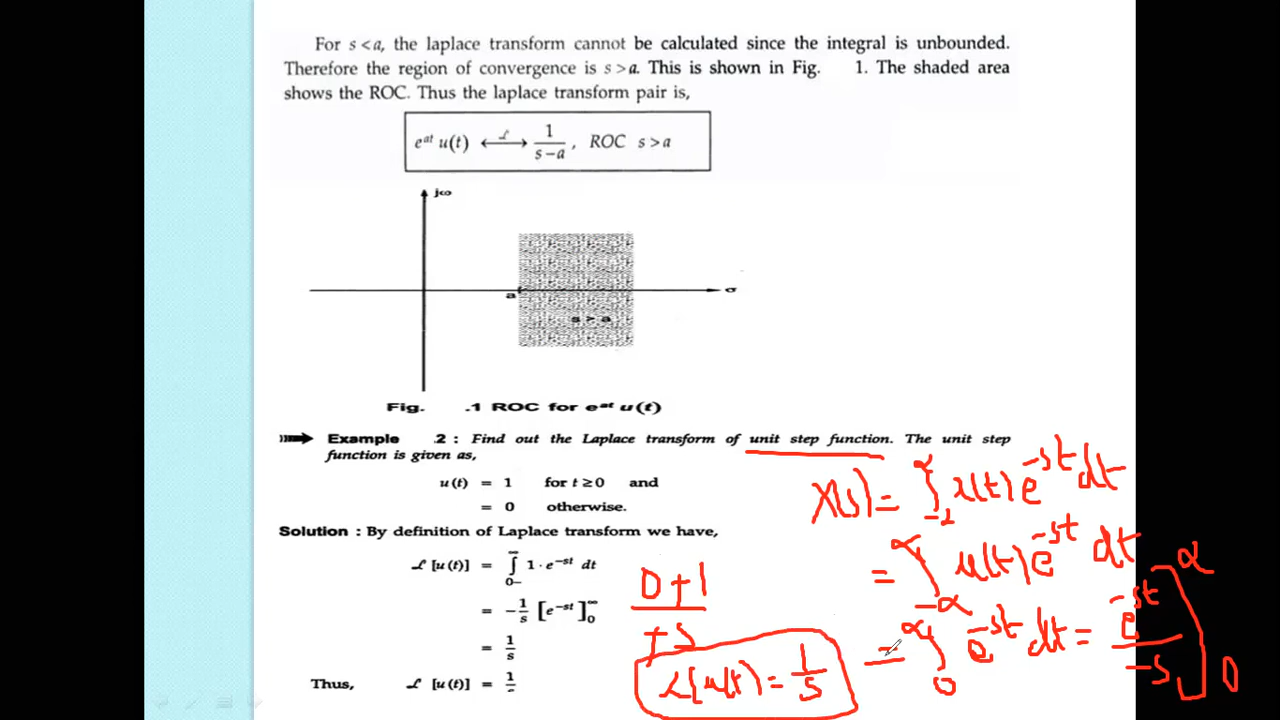 For s < a, the laplace transform cannot be calculated since the integral is unbounded.
Therefore the region of convergence is s > a. This is shown in Fig. 1. The shaded area
shows the ROC. Thus the laplace transform pair is,
e^{at} u(t) ⟷^ℒ 1/(s−a), ROC s > a
jω
a
σ
s > a
Fig. .1 ROC for e^{at} u(t)
Example .2 : Find out the Laplace transform of unit step function. The unit step
function is given as,
u(t) = 1 for t ≥ 0 and
= 0 otherwise.
Solution : By definition of Laplace transform we have,
ℒ [u(t)] = ∫_{0−}^{∞} 1 · e^{−st} dt
= −1/s [e^{−st}]_0^∞
= 1/s
Thus, ℒ [u(t)] = 1/s
X(s) = ∫ x(t) e^{−st} dt
= ∫_{−∞}^{∞} u(t) e^{−st} dt
= ∫_0^∞ e^{−st} dt = e^{−st}/−s ]_0^∞
0+1/+s
ℒ[u(t) = 1/s